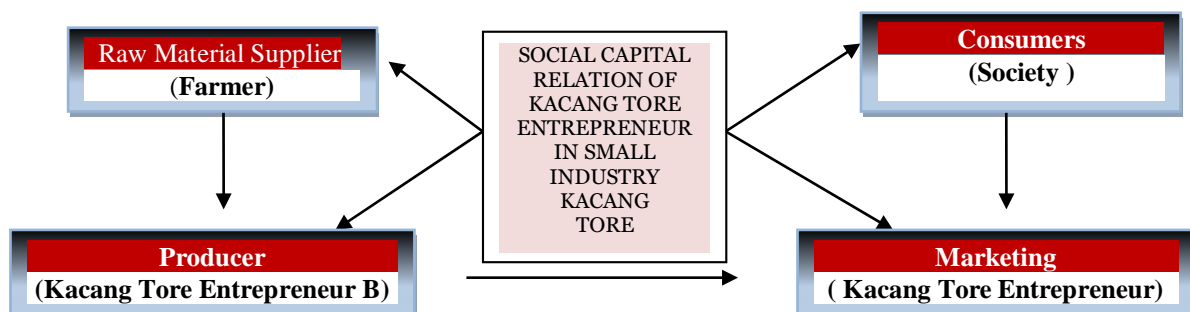 Raw Material Supplier
(Farmer)
SOCIAL CAPITAL
RELATION OF
KACANG TORE
ENTREPRENEUR
IN SMALL
INDUSTRY
KACANG
TORE
Consumers
(Society )
Producer
(Kacang Tore Entrepreneur B)
Marketing
( Kacang Tore Entrepreneur)